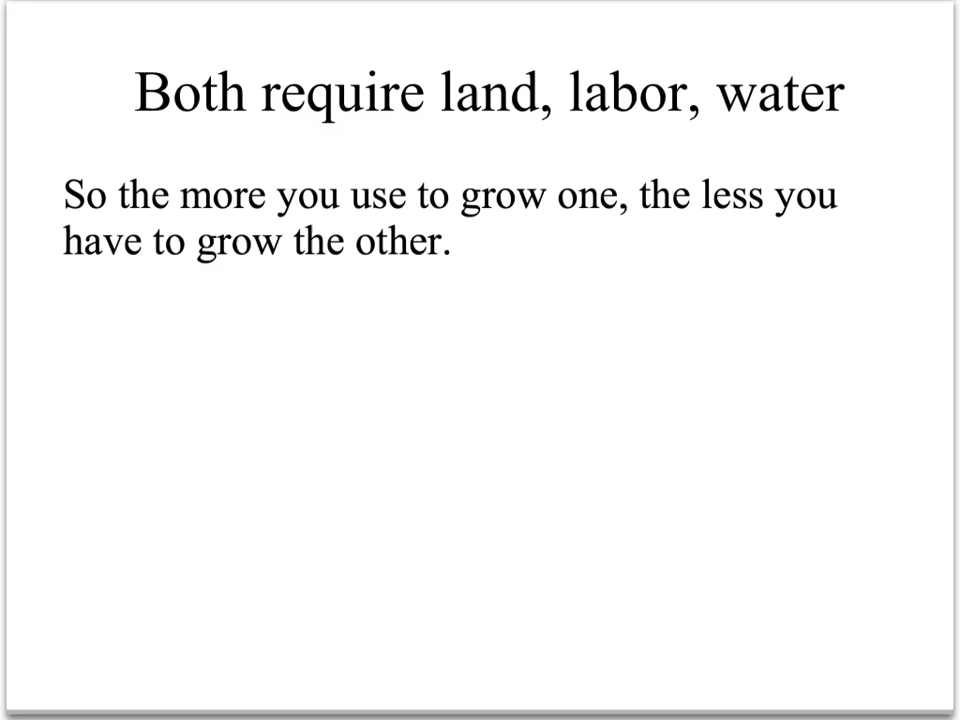 Both require land, labor, water
So the more you use to grow one, the less you
have to grow the other.